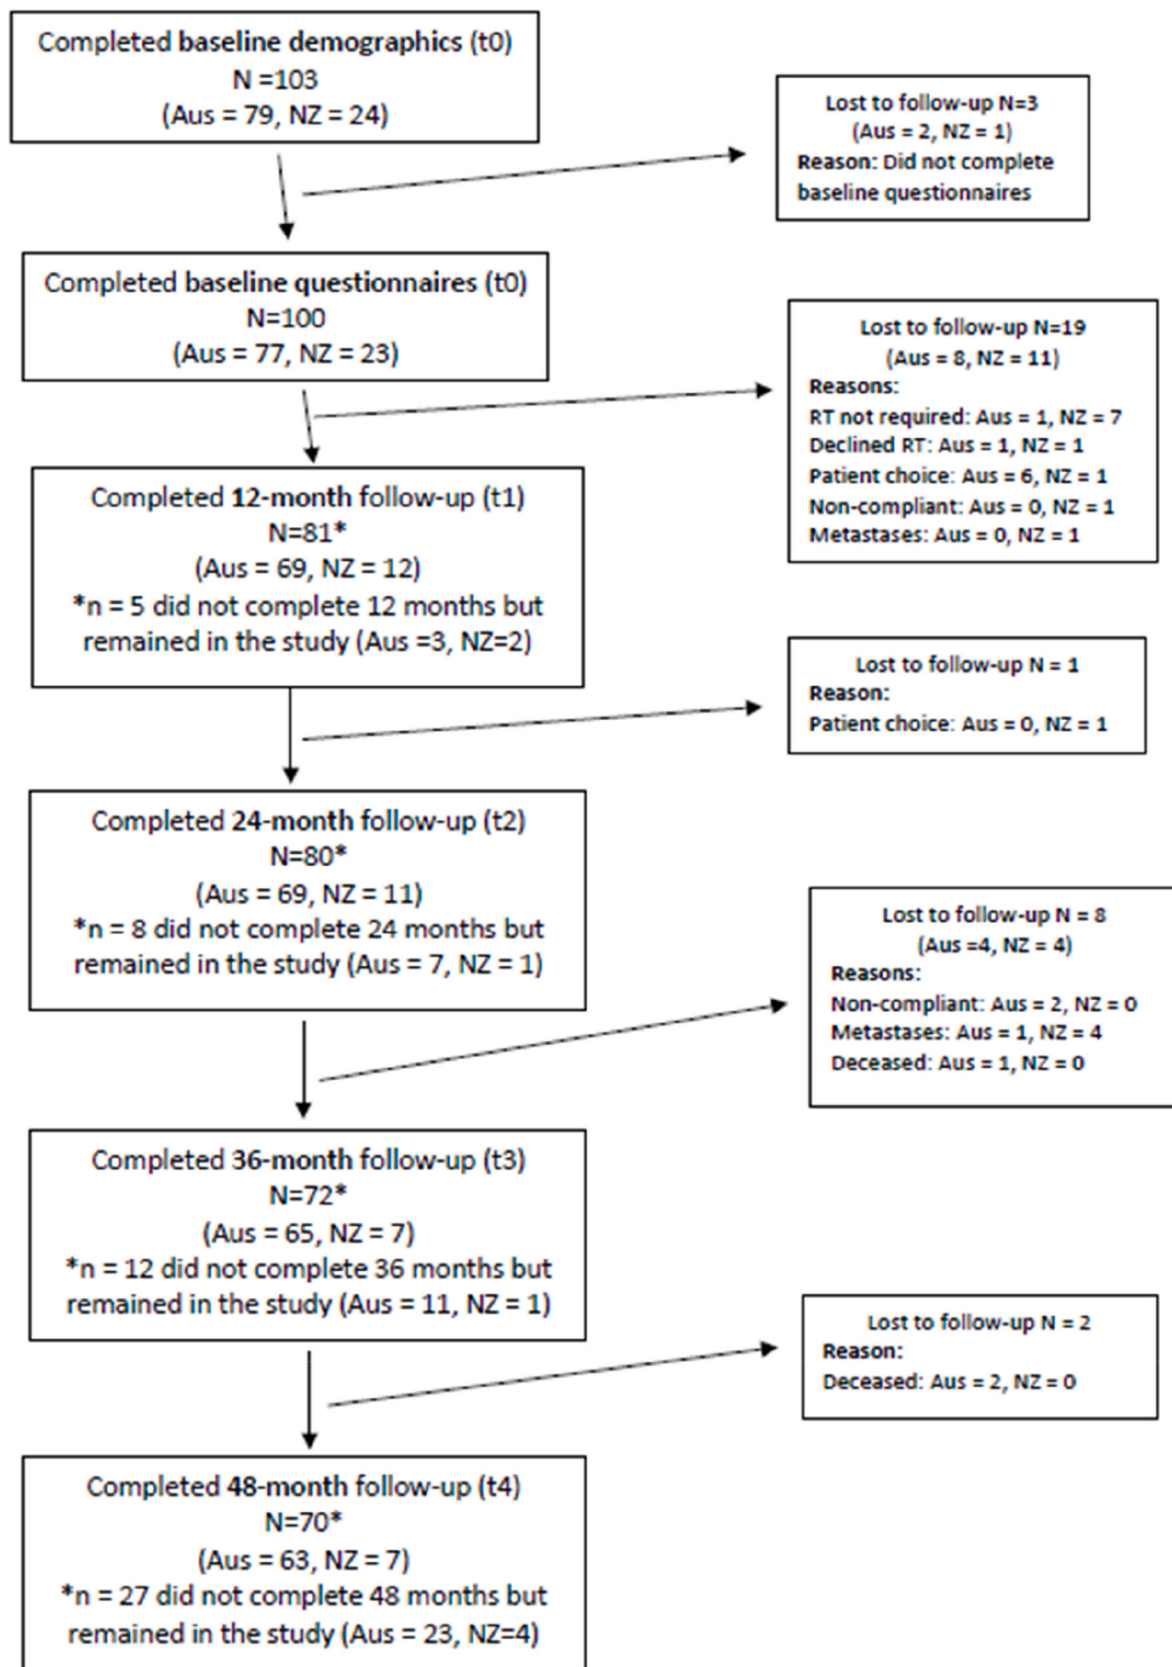 Completed baseline demographics (t0)
N =103
(Aus = 79, NZ = 24)
Lost to follow-up N=3
(Aus = 2, NZ = 1)
Reason: Did not complete
baseline questionnaires
Completed baseline questionnaires (t0)
N=100
(Aus = 77, NZ = 23)
Lost to follow-up N=19
(Aus = 8, NZ = 11)
Reasons:
RT not required: Aus = 1, NZ = 7
Declined RT: Aus = 1, NZ = 1
Patient choice: Aus = 6, NZ = 1
Non-compliant: Aus = 0, NZ = 1
Metastases: Aus = 0, NZ = 1
Completed 12-month follow-up (t1)
N=81*
(Aus = 69, NZ = 12)
*n = 5 did not complete 12 months but
remained in the study (Aus =3, NZ=2)
Lost to follow-up N = 1
Reason:
Patient choice: Aus = 0, NZ = 1
Completed 24-month follow-up (t2)
N=80*
(Aus = 69, NZ = 11)
*n = 8 did not complete 24 months but
remained in the study (Aus = 7, NZ = 1)
Lost to follow-up N = 8
(Aus =4, NZ = 4)
Reasons:
Non-compliant: Aus = 2, NZ = 0
Metastases: Aus = 1, NZ = 4
Deceased: Aus = 1, NZ = 0
Completed 36-month follow-up (t3)
N=72*
(Aus = 65, NZ = 7)
*n = 12 did not complete 36 months but
remained in the study (Aus = 11, NZ = 1)
Lost to follow-up N = 2
Reason:
Deceased: Aus = 2, NZ = 0
Completed 48-month follow-up (t4)
N=70*
(Aus = 63, NZ = 7)
*n = 27 did not complete 48 months but
remained in the study (Aus = 23, NZ=4)